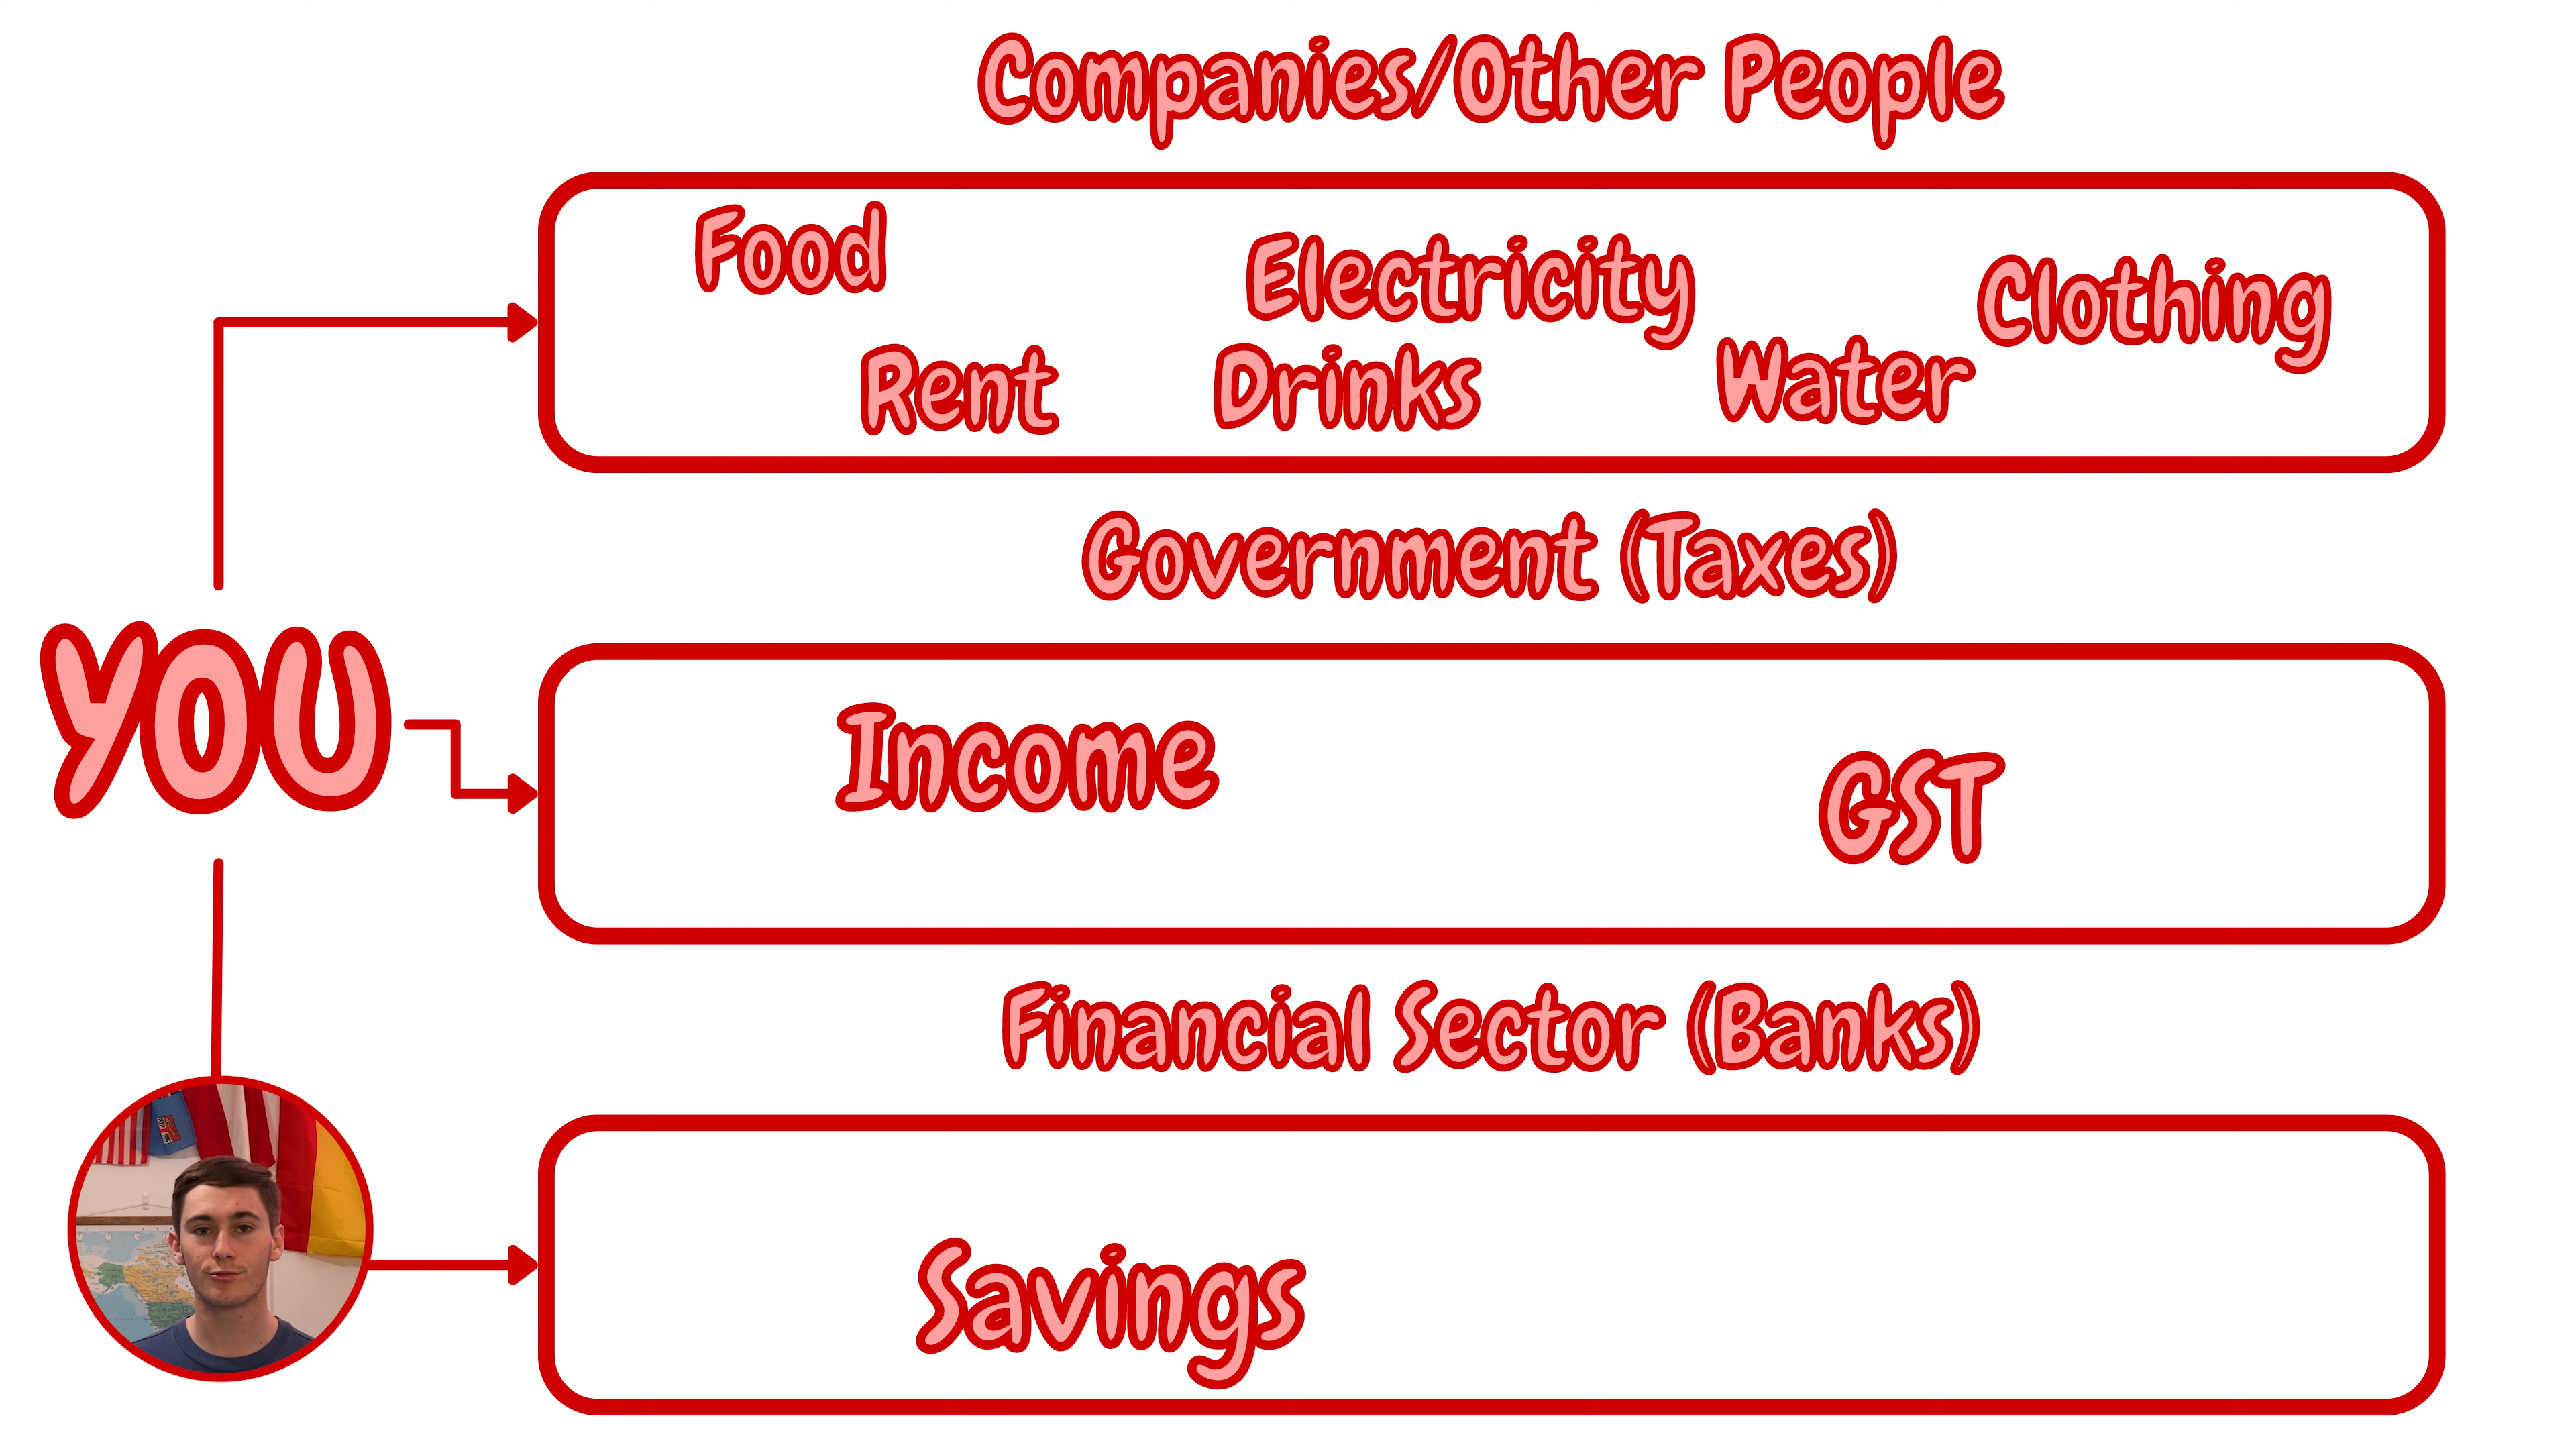 Companies/Other People
Food
Electricity
Clothing
Rent
Drinks
Water
Government (Taxes)
YOU
Income
GST
Financial Sector (Banks)
Savings